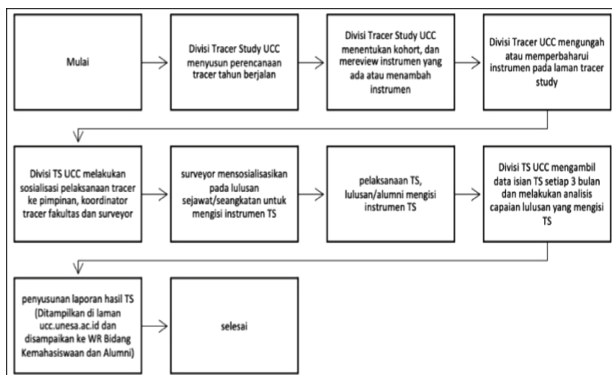 Mulai
Divisi Tracer Study UCC
menyusun perencanaan
tracer tahun berjalan
Divisi Tracer Study UCC
menentukan kohort, dan
mereview instrumen yang
ada atau menambah
instrumen
Divisi Tracer UCC mengungah
atau memperbaharui
instrumen pada laman tracer
study
Divisi TS UCC melakukan
sosialisasi pelaksanaan tracer
ke pimpinan, koordinator
tracer fakultas dan surveyor
surveyor mensosialisasikan
pada lulusan
sejawat/seangkatan untuk
mengisi instrumen TS
pelaksanaan TS,
lulusan/alumni mengisi
instrumen TS
Divisi TS UCC mengambil
data isian TS setiap 3 bulan
dan melakukan analisis
capaian lulusan yang mengisi
TS
penyusunan laporan hasil TS
(Ditampilkan di laman
ucc.unesa.ac.id dan
disampaikan ke WR Bidang
Kemahasiswaan dan Alumni)
selesai